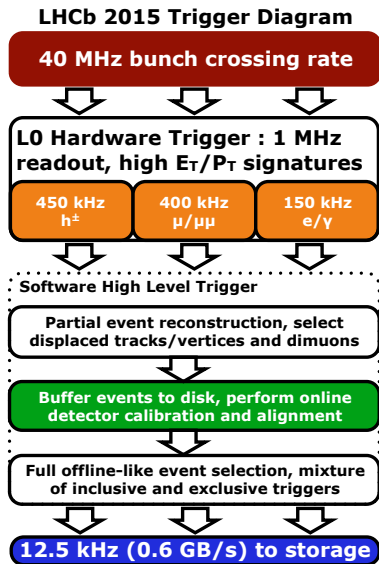 LHCb 2015 Trigger Diagram
40 MHz bunch crossing rate
L0 Hardware Trigger : 1 MHz
readout, high E_T/P_T signatures
450 kHz
h±
400 kHz
μ/μμ
150 kHz
e/γ
Software High Level Trigger
Partial event reconstruction, select
displaced tracks/vertices and dimuons
Buffer events to disk, perform online
detector calibration and alignment
Full offline-like event selection, mixture
of inclusive and exclusive triggers
12.5 kHz (0.6 GB/s) to storage